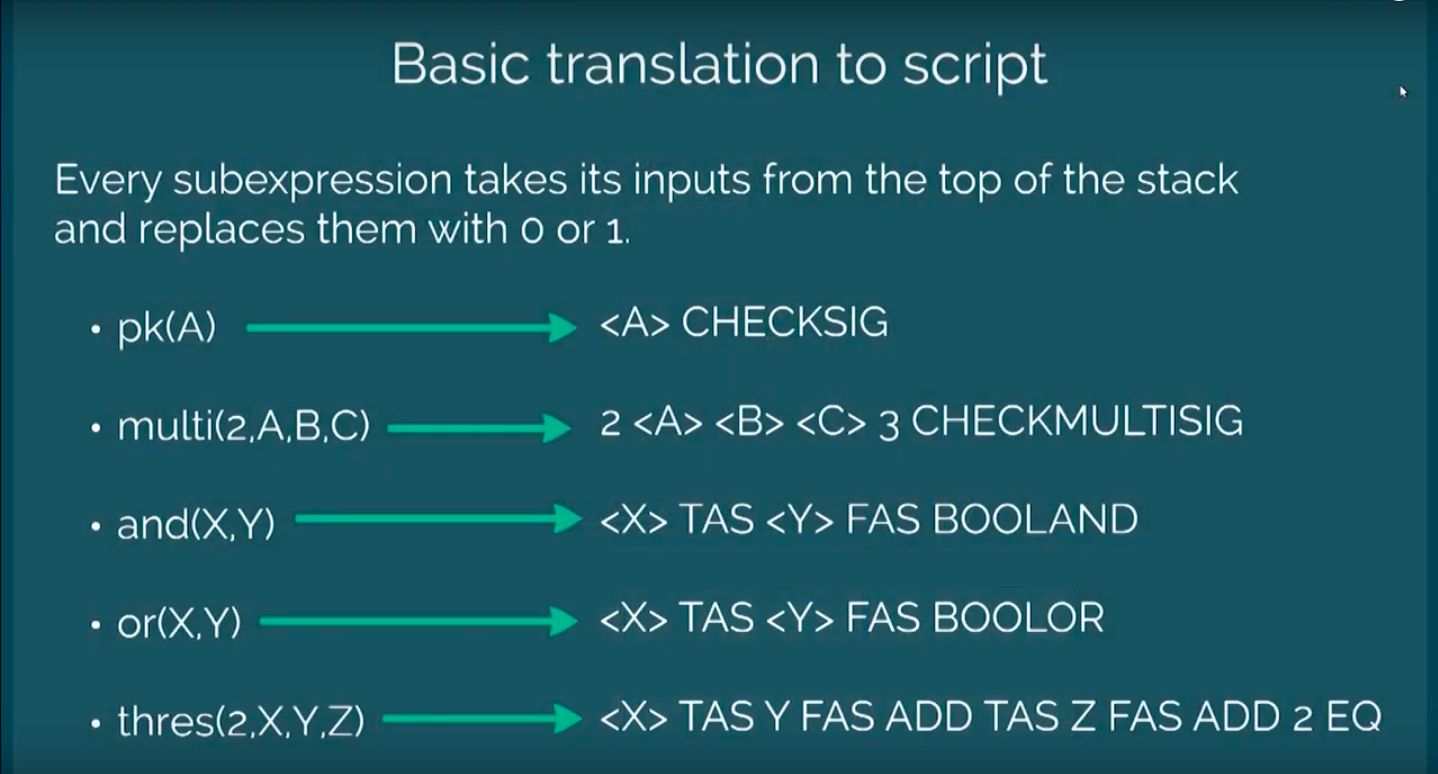 Basic translation to script
Every subexpression takes its inputs from the top of the stack
and replaces them with 0 or 1.
• pk(A) <A> CHECKSIG
• multi(2,A,B,C) 2 <A> <B> <C> 3 CHECKMULTISIG
• and(X,Y) <X> TAS <Y> FAS BOOLAND
• or(X,Y) <X> TAS <Y> FAS BOOLOR
• thres(2,X,Y,Z) <X> TAS Y FAS ADD TAS Z FAS ADD 2 EQ